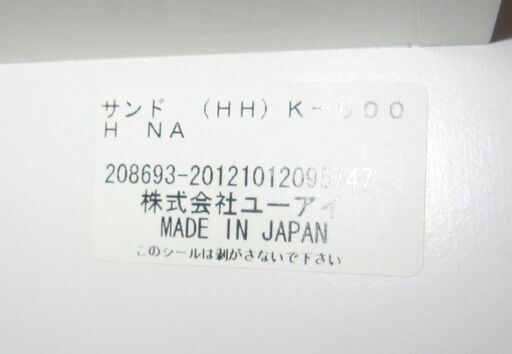 サンド （ＨＨ）Ｋ－６００
Ｈ ＮＡ
208693-20121012095747
株式会社ユーアイ
MADE IN JAPAN
このシールは剥がさないで下さい